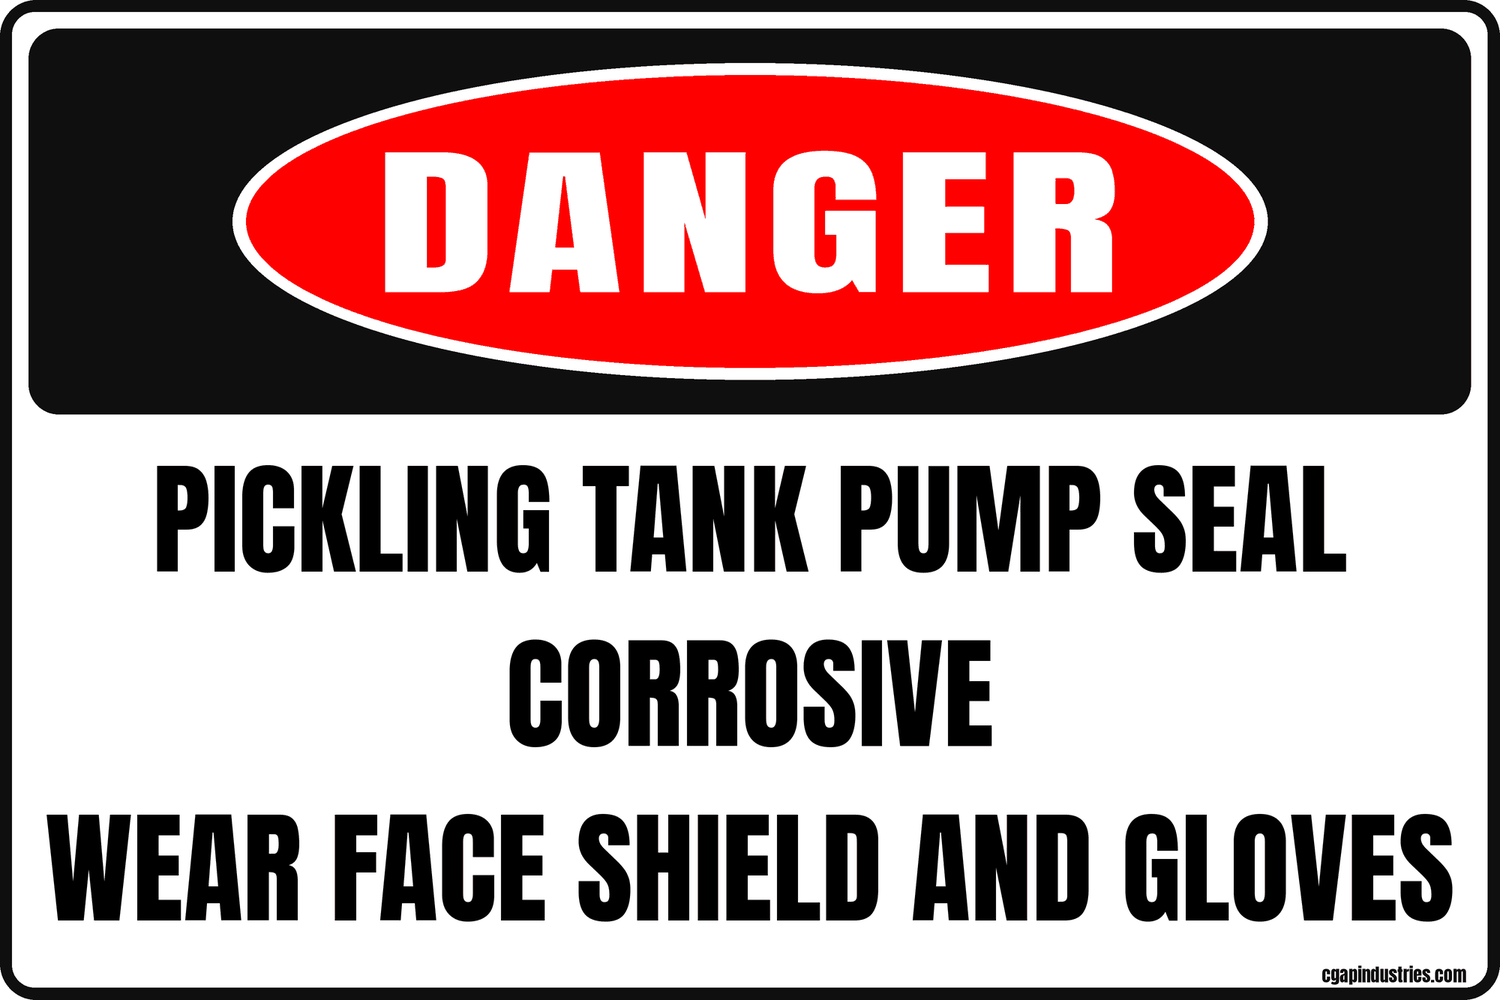 DANGER
PICKLING TANK PUMP SEAL
CORROSIVE
WEAR FACE SHIELD AND GLOVES
cgapindustries.com